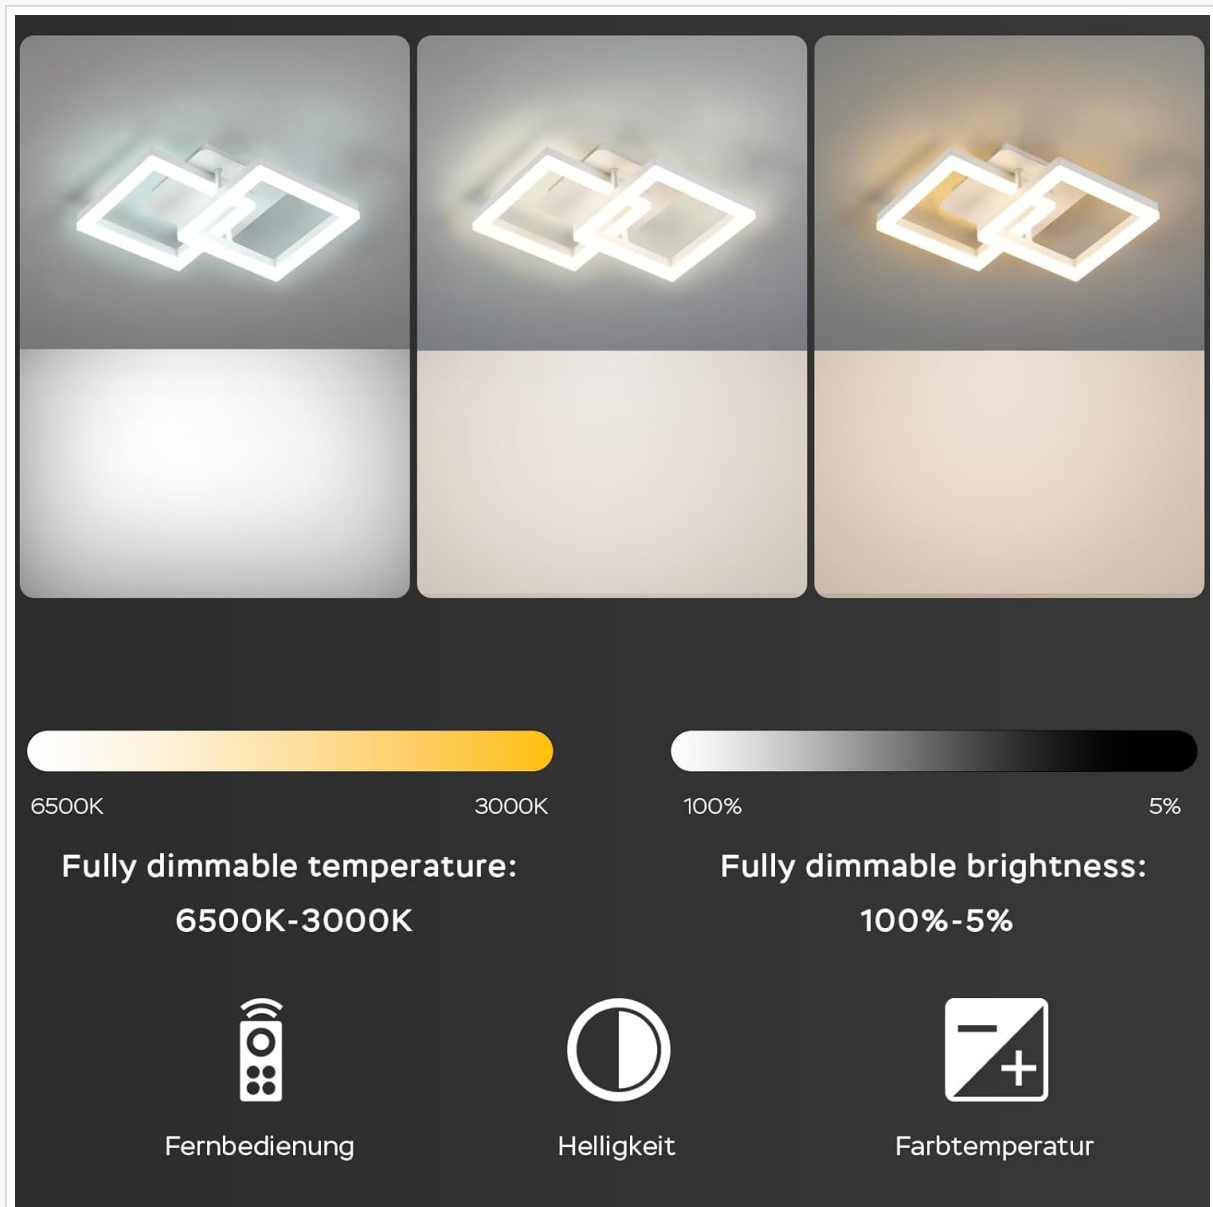 6500K 3000K
100% 5%
Fully dimmable temperature:
6500K-3000K
Fully dimmable brightness:
100%-5%
Fernbedienung
Helligkeit
Farbtemperatur